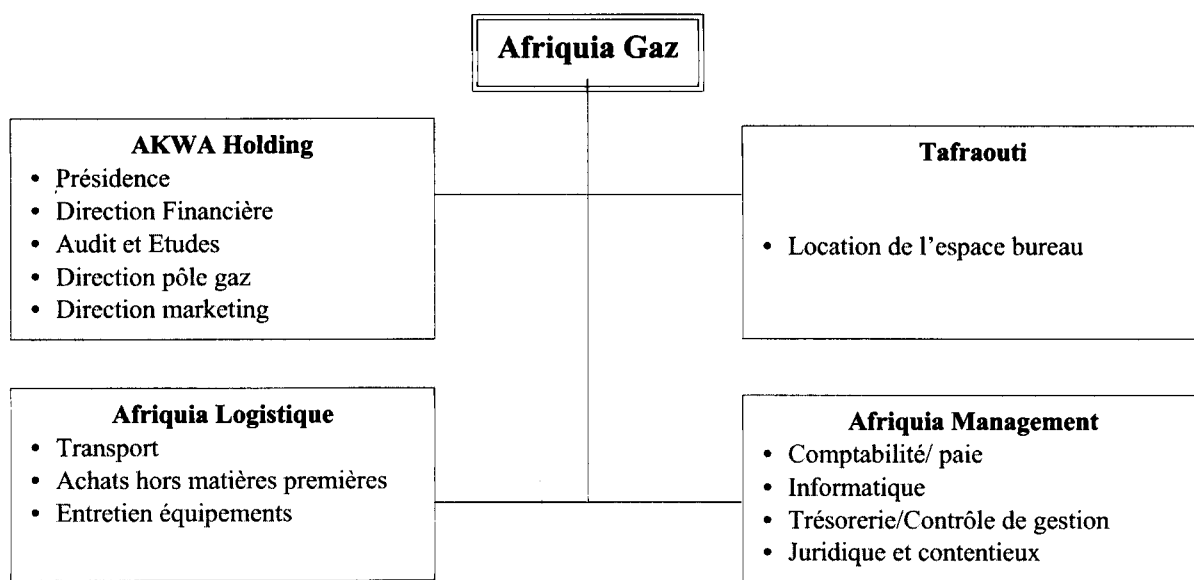 Afriquia Gaz
AKWA Holding
• Présidence
• Direction Financière
• Audit et Etudes
• Direction pôle gaz
• Direction marketing
Tafraouti
• Location de l'espace bureau
Afriquia Logistique
• Transport
• Achats hors matières premières
• Entretien équipements
Afriquia Management
• Comptabilité/ paie
• Informatique
• Trésorerie/Contrôle de gestion
• Juridique et contentieux